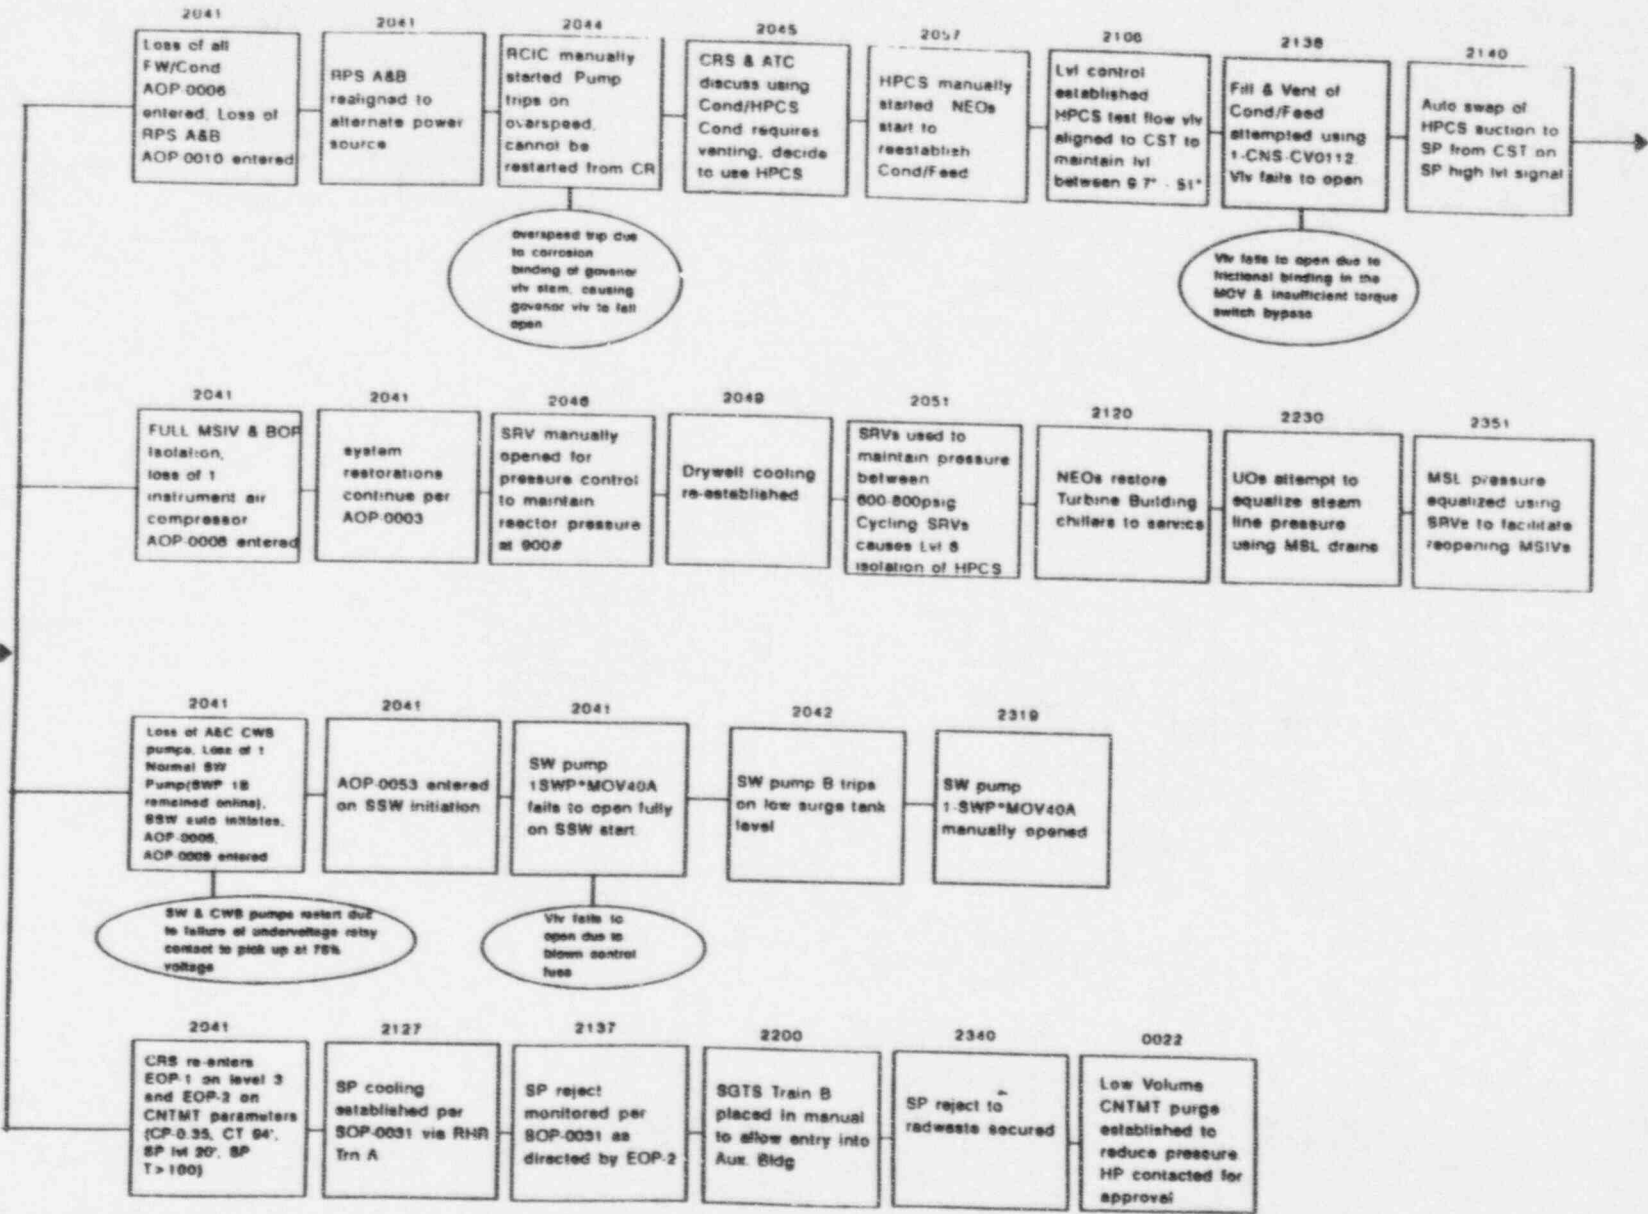 2041
Loss of all
FW/Cond
AOP-0006
entered, Loss of
RPS A&B
AOP 0010 entered
2041
RPS A&B
realigned to
alternate power
source
2044
RCIC manually
started Pump
trips on
overspeed,
cannot be
restarted from CR
2045
CRS & ATC
discuss using
Cond/HPCS
Cond requires
venting, decide
to use HPCS
2057
HPCS manually
started NEOs
start to
reestablish
Cond/Feed
2106
Lvl control
established
HPCS test flow vlv
aligned to CST to
maintain lvl
between 9.7" - 51"
2138
Fill & Vent of
Cond/Feed
attempted using
1-CNS-CV0112.
Vlv fails to open
2140
Auto swap of
HPCS suction to
SP from CST on
SP high lvl signal
overspeed trip due
to corrosion
binding of govenor
vlv stem, causing
govenor vlv to fail
open
Vlv fails to open due to
frictional binding in the
MOV & insufficient torque
switch bypass
2041
FULL MSIV & BOP
Isolation,
loss of 1
instrument air
compressor
AOP-0008 entered
2041
system
restorations
continue per
AOP-0003
2046
SRV manually
opened for
pressure control
to maintain
reactor pressure
at 900#
2049
Drywell cooling
re-established
2051
SRVs used to
maintain pressure
between
600-800psig
Cycling SRVs
causes Lvl 8
isolation of HPCS
2120
NEOs restore
Turbine Building
chillers to service
2230
UOs attempt to
equalize steam
line pressure
using MSL drains
2351
MSL pressure
equalized using
SRVs to facilitate
reopening MSIVs
2041
Loss of A&C CWS
pumps, Loss of 1
Normal SW
Pump(SWP 1B
remained online),
SSW auto initiates,
AOP-0005,
AOP-0009 entered
2041
AOP-0053 entered
on SSW initiation
2041
SW pump
1SWP*MOV40A
fails to open fully
on SSW start
2042
SW pump B trips
on low surge tank
level
2319
SW pump
1-SWP*MOV40A
manually opened
SW & CWS pumps restart due
to failure of undervoltage relay
contact to pick up at 75%
voltage
Vlv fails to
open due to
blown control
fuse
2041
CRS re-enters
EOP-1 on level 3
and EOP-2 on
CNTMT parameters
(CP-0.35, CT 94°,
SP lvl 20', SP
T>100)
2127
SP cooling
established per
SOP-0031 via RHR
Trn A
2137
SP reject
monitored per
SOP-0031 as
directed by EOP-2
2200
SGTS Train B
placed in manual
to allow entry into
Aux. Bldg
2340
SP reject to
radwaste secured
0022
Low Volume
CNTMT purge
established to
reduce pressure.
HP contacted for
approval